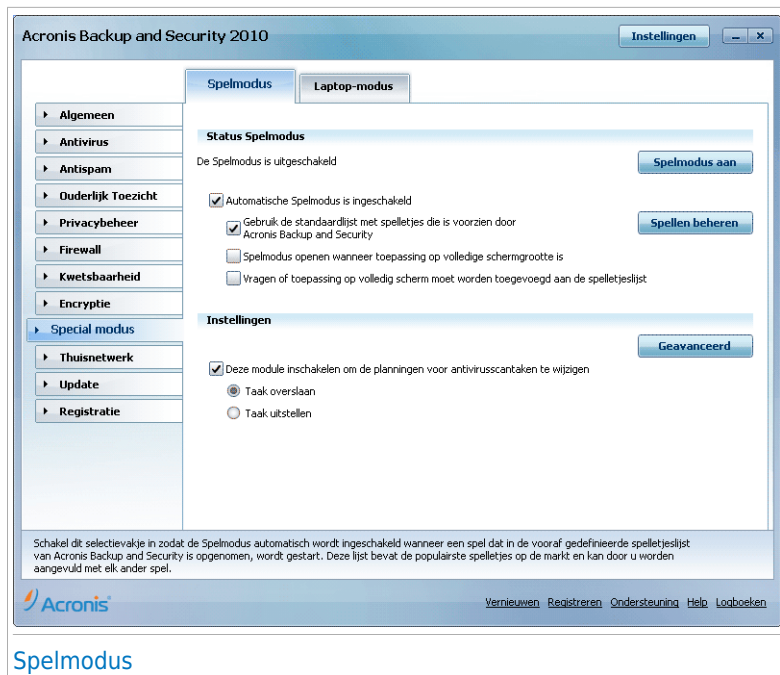 Acronis Backup and Security 2010
Instellingen
Spelmodus
Laptop-modus
Algemeen
Antivirus
Antispam
Ouderlijk Toezicht
Privacybeheer
Firewall
Kwetsbaarheid
Encryptie
Special modus
Thuisnetwerk
Update
Registratie
Status Spelmodus
De Spelmodus is uitgeschakeld
Spelmodus aan
Automatische Spelmodus is ingeschakeld
Gebruik de standaardlijst met spelletjes die is voorzien door
Acronis Backup and Security
Spellen beheren
Spelmodus openen wanneer toepassing op volledige schermgrootte is
Vragen of toepassing op volledig scherm moet worden toegevoegd aan de spelletjeslijst
Instellingen
Geavanceerd
Deze module inschakelen om de planningen voor antivirusscantaken te wijzigen
Taak overslaan
Taak uitstellen
Schakel dit selectievakje in zodat de Spelmodus automatisch wordt ingeschakeld wanneer een spel dat in de vooraf gedefinieerde spelletjeslijst
van Acronis Backup and Security is opgenomen, wordt gestart. Deze lijst bevat de populairste spelletjes op de markt en kan door u worden
aangevuld met elk ander spel.
Acronis
Vernieuwen Registreren Ondersteuning Help Logboeken
Spelmodus